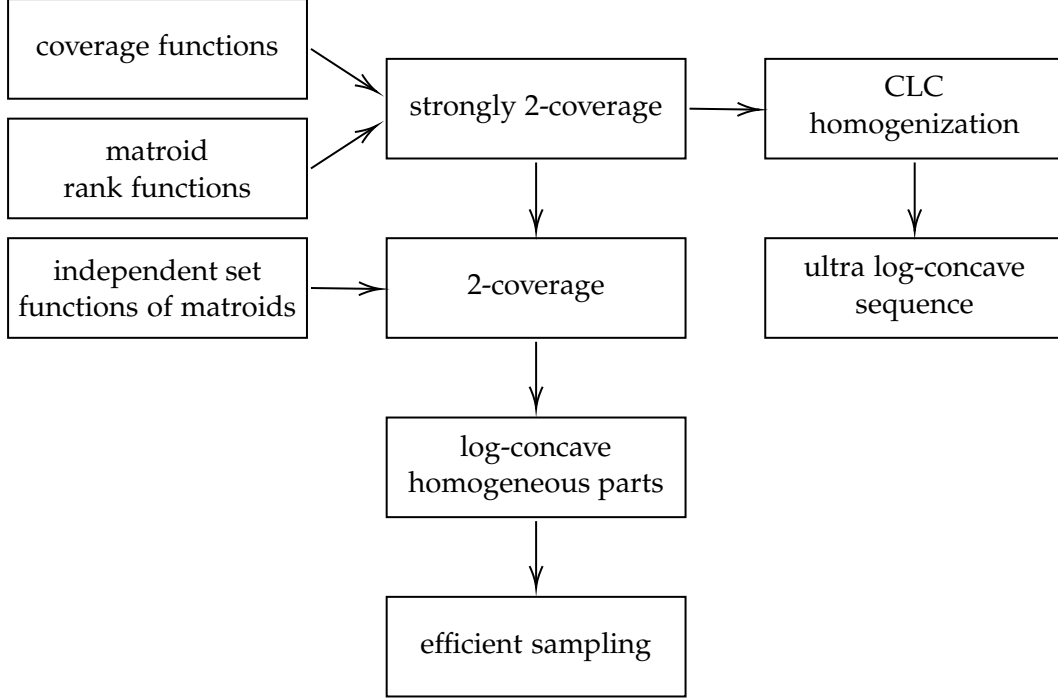 coverage functions
matroid
rank functions
independent set
functions of matroids
strongly 2-coverage
2-coverage
log-concave
homogeneous parts
efficient sampling
CLC
homogenization
ultra log-concave
sequence